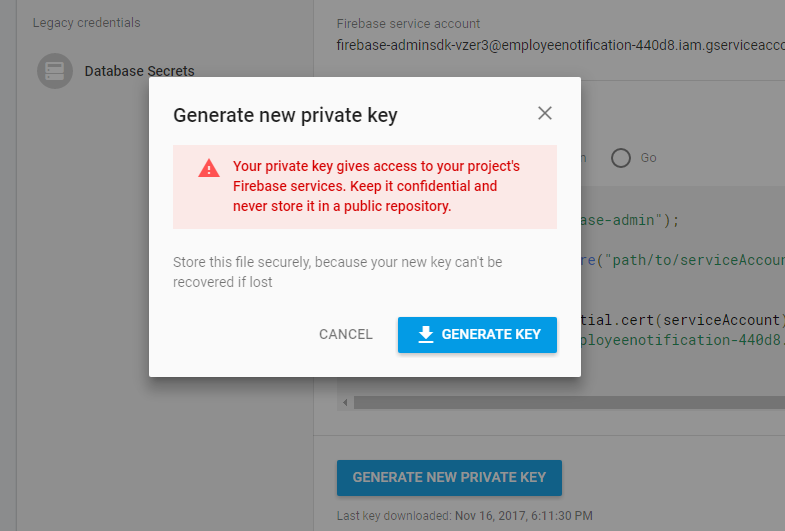 Legacy credentials
Database Secrets
Firebase service account
firebase-adminsdk-vzer3@employeenotification-440d8.iam.gserviceacco
Generate new private key
Your private key gives access to your project's
Firebase services. Keep it confidential and
never store it in a public repository.
Store this file securely, because your new key can't be
recovered if lost
CANCEL
GENERATE KEY
Go
ase-admin");
re("path/to/serviceAccoun
tial.cert(serviceAccount)
ployeenotification-440d8.
GENERATE NEW PRIVATE KEY
Last key downloaded: Nov 16, 2017, 6:11:30 PM